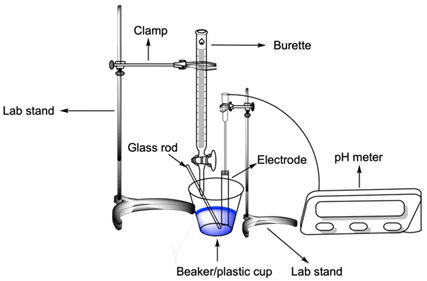 Clamp
Burette
Lab stand
Glass rod
Electrode
pH meter
Beaker/plastic cup
Lab stand